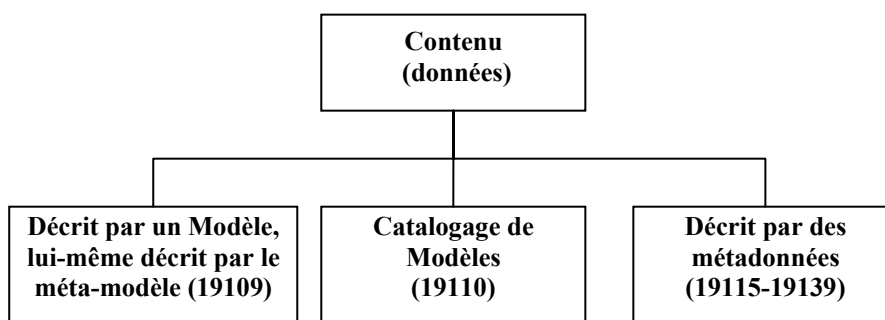 Contenu
(données)
Décrit par un Modèle,
lui-même décrit par le
méta-modèle (19109)
Catalogage de
Modèles
(19110)
Décrit par des
métadonnées
(19115-19139)